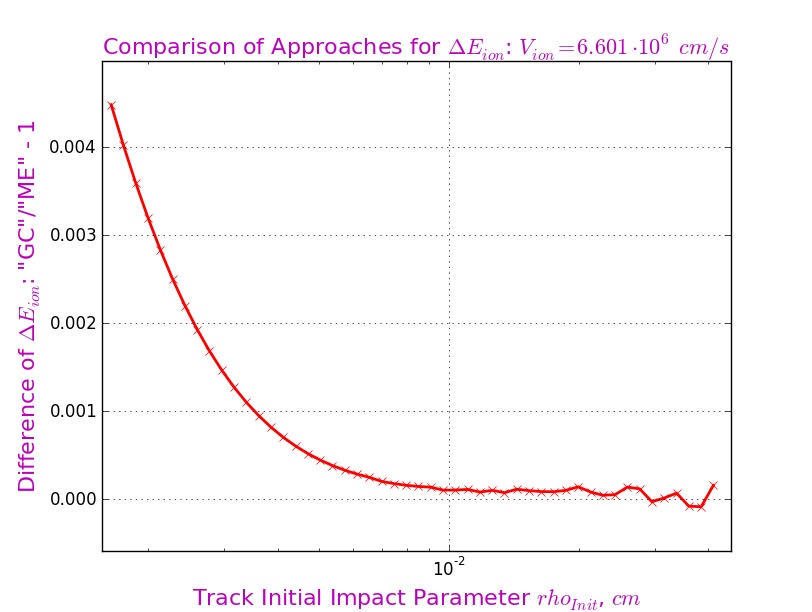 Comparison of Approaches for ΔE_ion: V_ion=6.601·10^6 cm/s
Difference of ΔE_ion: "GC"/"ME" - 1
0.004
0.003
0.002
0.001
0.000
10^-2
Track Initial Impact Parameter rho_Init, cm